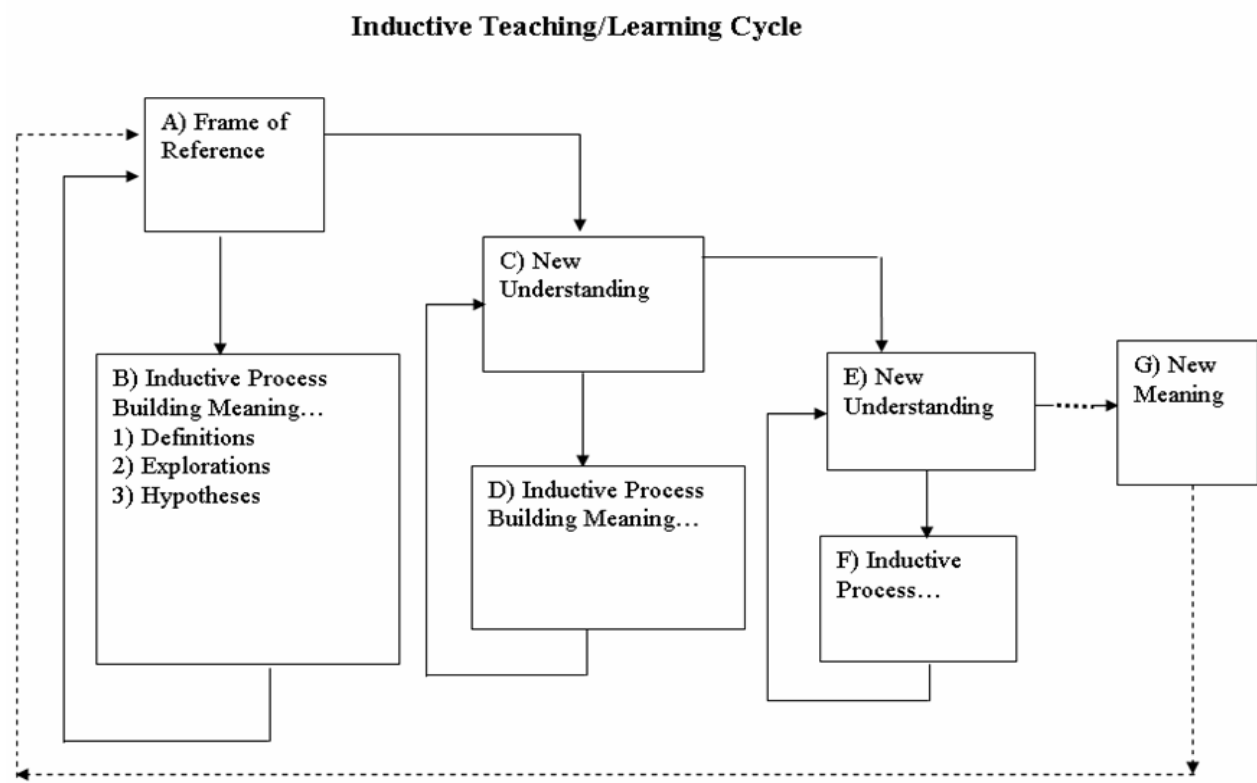 Inductive Teaching/Learning Cycle
A) Frame of
Reference
C) New
Understanding
B) Inductive Process
Building Meaning…
1) Definitions
2) Explorations
3) Hypotheses
E) New
Understanding
G) New
Meaning
D) Inductive Process
Building Meaning…
F) Inductive
Process…